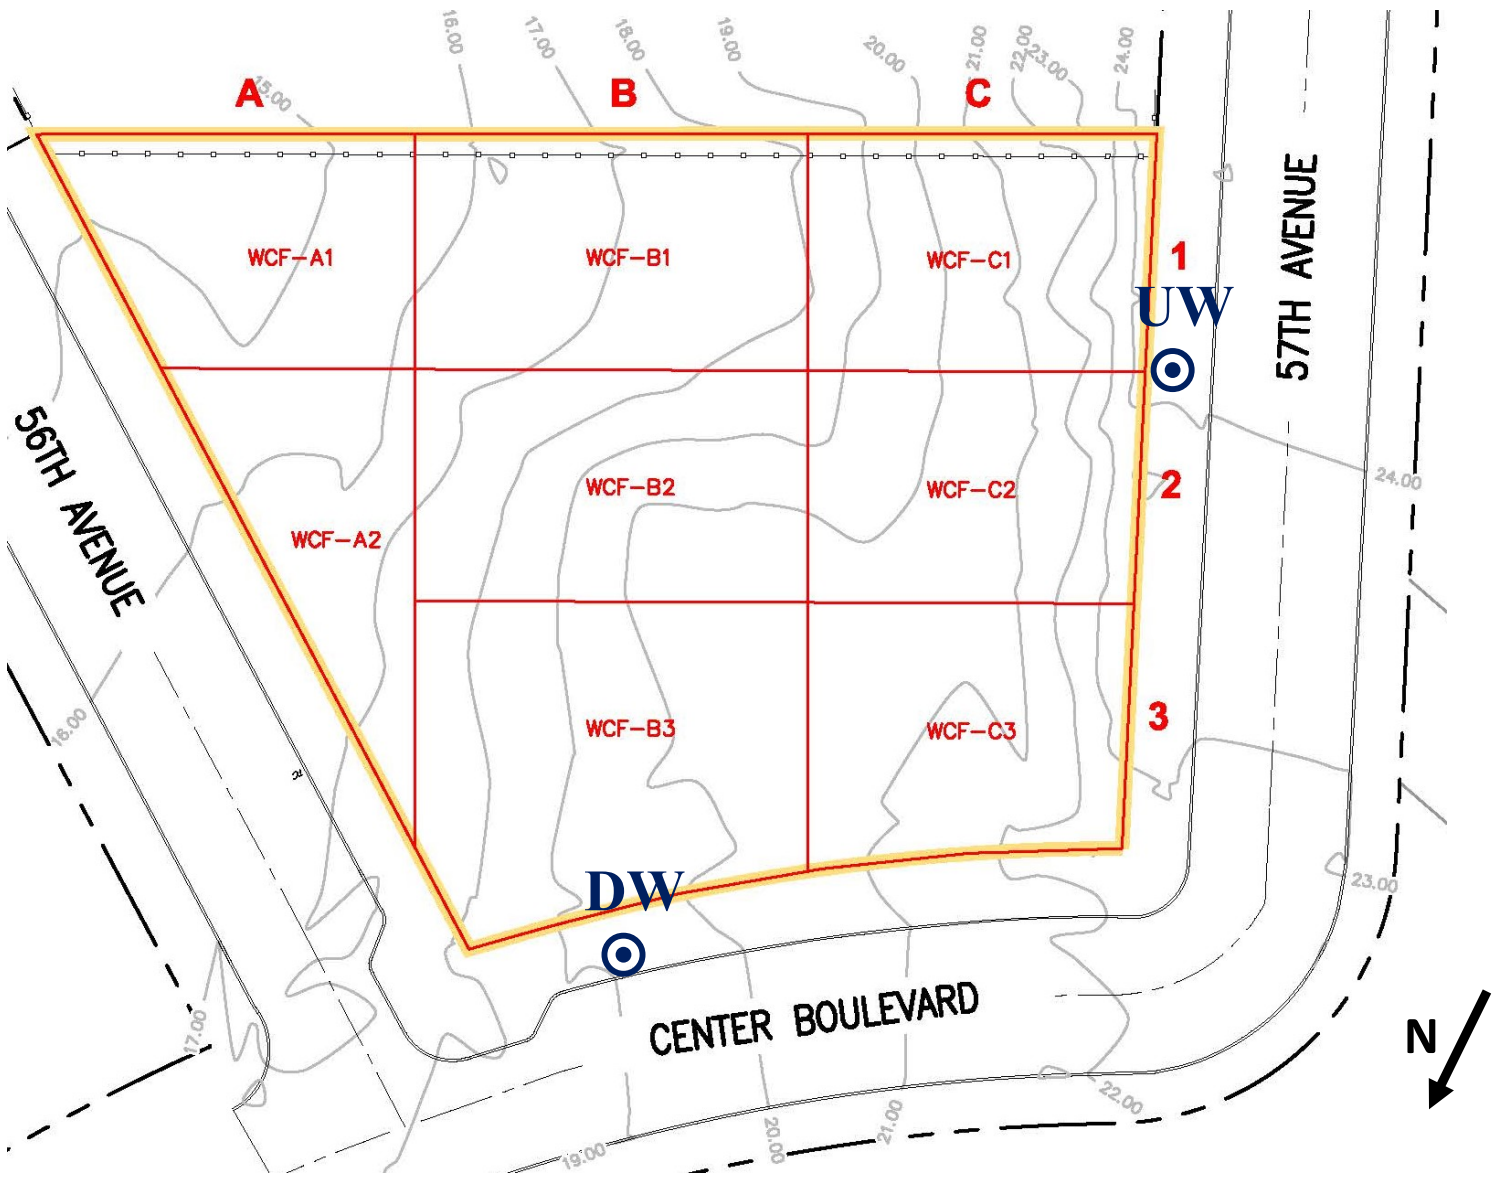 16.00
17.00
18.00
19.00
20.00
21.00
22.00
23.00
24.00
A
B
C
15.00
WCF-A1
WCF-B1
WCF-C1
1
UW
57TH AVENUE
56TH AVENUE
WCF-A2
WCF-B2
WCF-C2
2
24.00
16.00
WCF-B3
WCF-C3
3
DW
23.00
17.00
CENTER BOULEVARD
N
19.00
20.00
21.00
22.00